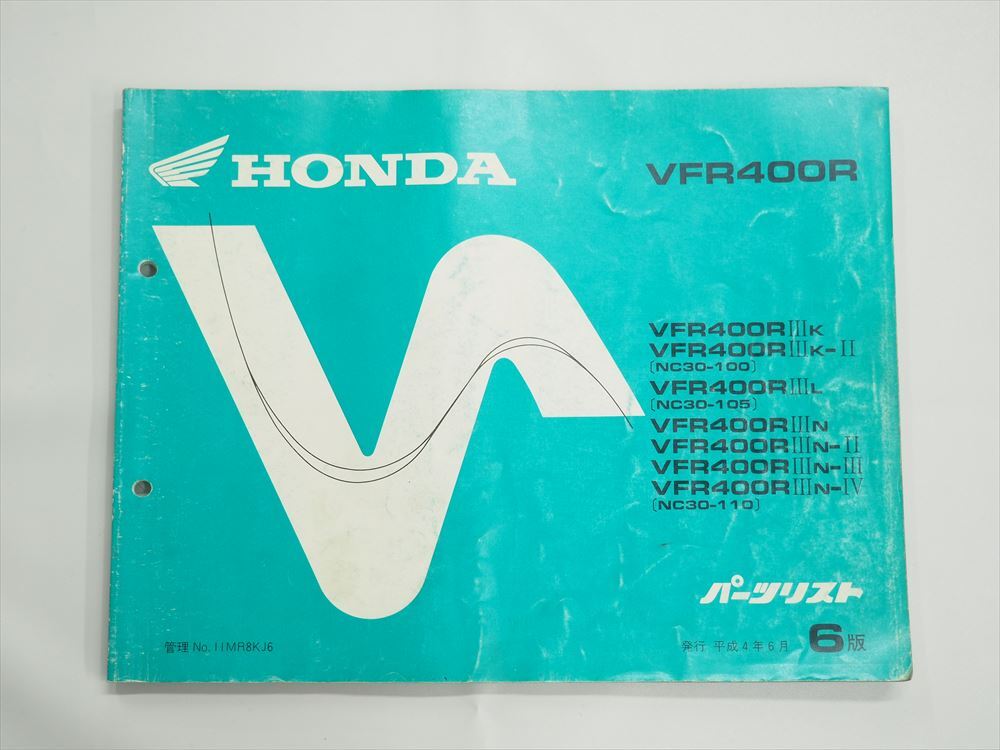 HONDA
VFR400R
VFR400RⅢK
VFR400RⅢK-Ⅱ
〔NC30-100〕
VFR400RⅢL
〔NC30-105〕
VFR400RⅢN
VFR400RⅢN-Ⅱ
VFR400RⅢN-Ⅲ
VFR400RⅢN-Ⅳ
〔NC30-110〕
パーツリスト
管理 No. 11MR8KJ6
発行 平成4年6月 6版